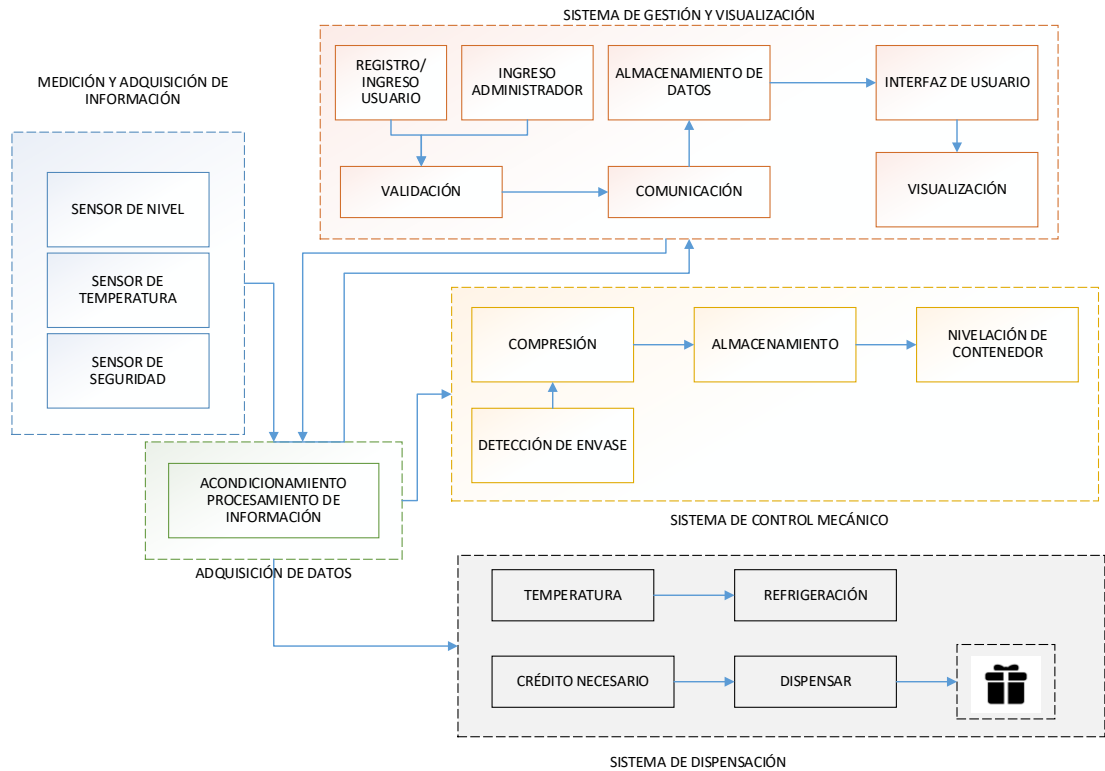 SISTEMA DE GESTIÓN Y VISUALIZACIÓN
MEDICIÓN Y ADQUISICIÓN DE
INFORMACIÓN
REGISTRO/
INGRESO
USUARIO
INGRESO
ADMINISTRADOR
ALMACENAMIENTO DE
DATOS
INTERFAZ DE USUARIO
VALIDACIÓN
COMUNICACIÓN
VISUALIZACIÓN
SENSOR DE NIVEL
SENSOR DE
TEMPERATURA
SENSOR DE
SEGURIDAD
COMPRESIÓN
ALMACENAMIENTO
NIVELACIÓN DE
CONTENEDOR
DETECCIÓN DE ENVASE
SISTEMA DE CONTROL MECÁNICO
ACONDICIONAMIENTO
PROCESAMIENTO DE
INFORMACIÓN
ADQUISICIÓN DE DATOS
TEMPERATURA
REFRIGERACIÓN
CRÉDITO NECESARIO
DISPENSAR
SISTEMA DE DISPENSACIÓN